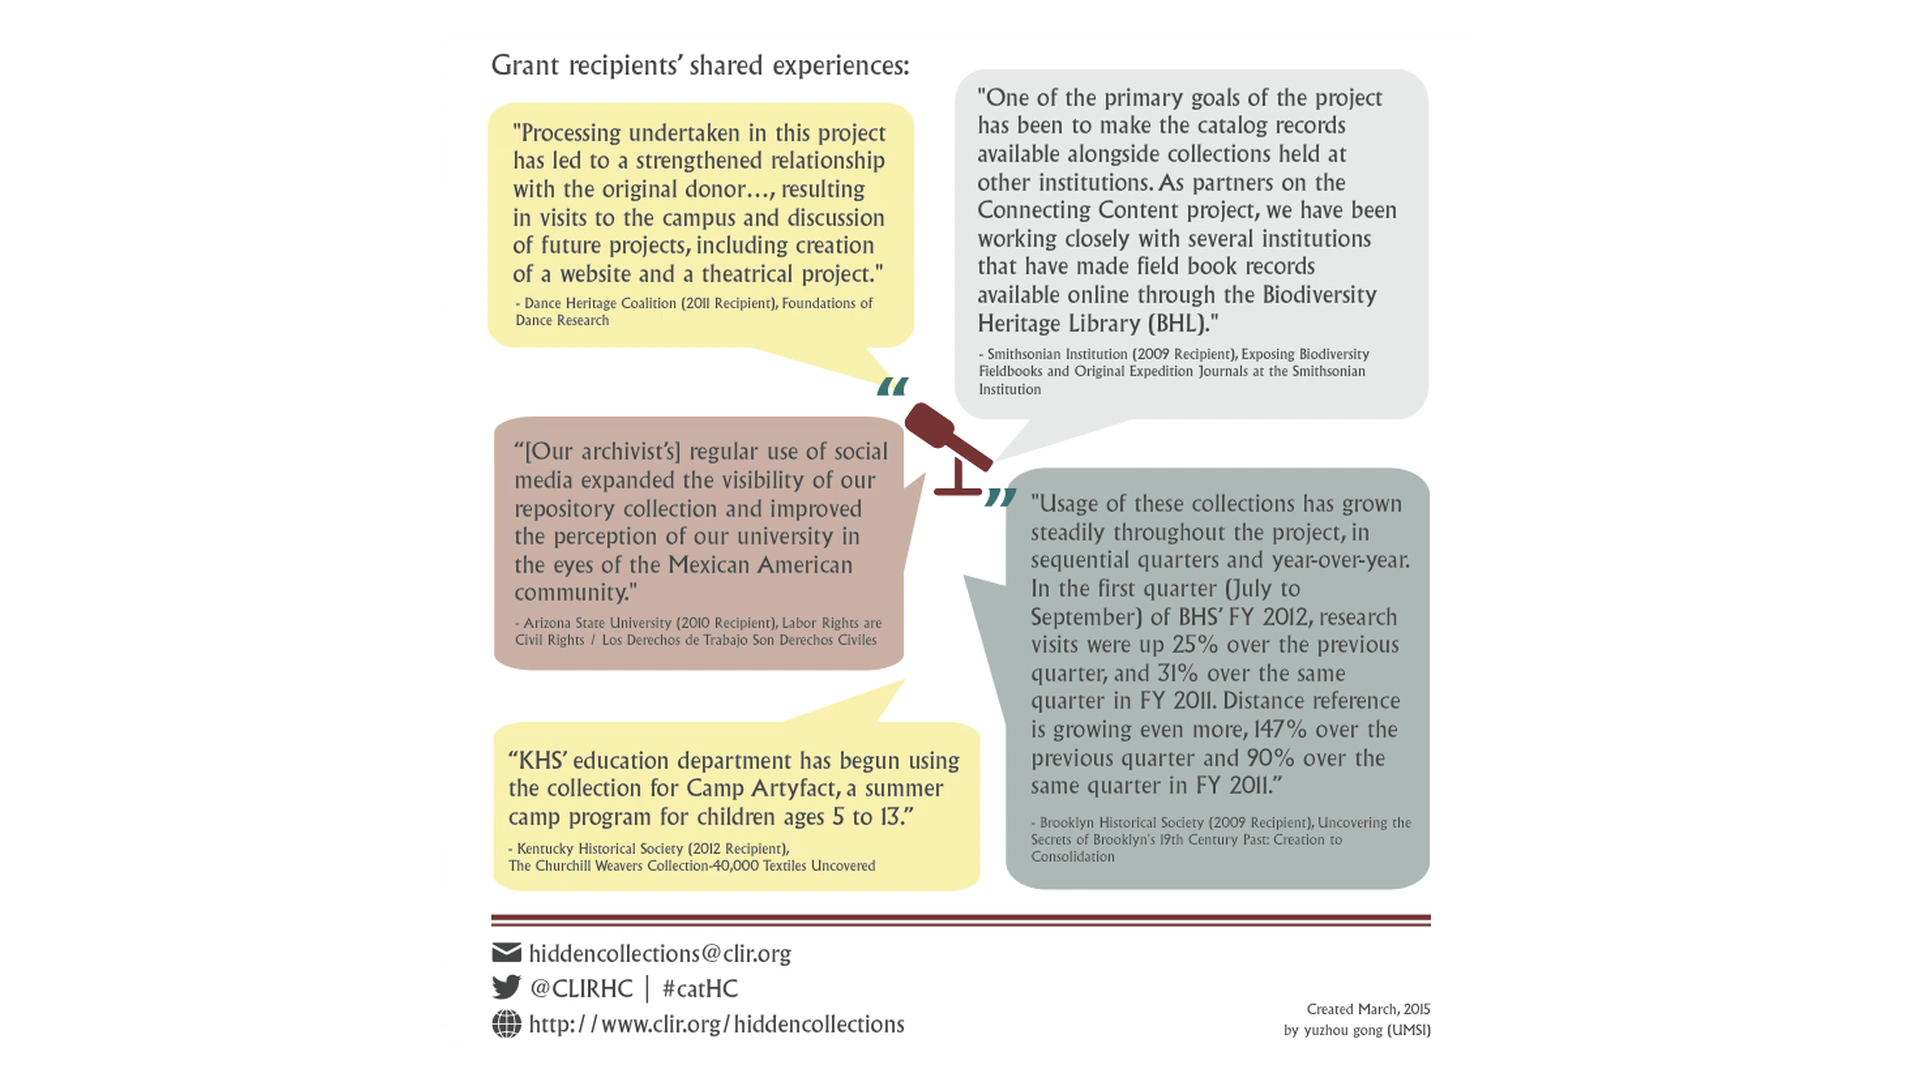 Grant recipients’ shared experiences:
"Processing undertaken in this project
has led to a strengthened relationship
with the original donor…, resulting
in visits to the campus and discussion
of future projects, including creation
of a website and a theatrical project."
- Dance Heritage Coalition (2011 Recipient), Foundations of
Dance Research
"One of the primary goals of the project
has been to make the catalog records
available alongside collections held at
other institutions. As partners on the
Connecting Content project, we have been
working closely with several institutions
that have made field book records
available online through the Biodiversity
Heritage Library (BHL)."
- Smithsonian Institution (2009 Recipient), Exposing Biodiversity
Fieldbooks and Original Expedition Journals at the Smithsonian
Institution
“
”
“[Our archivist’s] regular use of social
media expanded the visibility of our
repository collection and improved
the perception of our university in
the eyes of the Mexican American
community."
- Arizona State University (2010 Recipient), Labor Rights are
Civil Rights / Los Derechos de Trabajo Son Derechos Civiles
"Usage of these collections has grown
steadily throughout the project, in
sequential quarters and year-over-year.
In the first quarter (July to
September) of BHS’ FY 2012, research
visits were up 25% over the previous
quarter, and 31% over the same
quarter in FY 2011. Distance reference
is growing even more, 147% over the
previous quarter and 90% over the
same quarter in FY 2011.”
- Brooklyn Historical Society (2009 Recipient), Uncovering the
Secrets of Brooklyn's 19th Century Past: Creation to
Consolidation
“KHS’ education department has begun using
the collection for Camp Artyfact, a summer
camp program for children ages 5 to 13.”
- Kentucky Historical Society (2012 Recipient),
The Churchill Weavers Collection-40,000 Textiles Uncovered
hiddencollections@clir.org
@CLIRHC | #catHC
http://www.clir.org/hiddencollections
Created March, 2015
by yuzhou gong (UMSI)